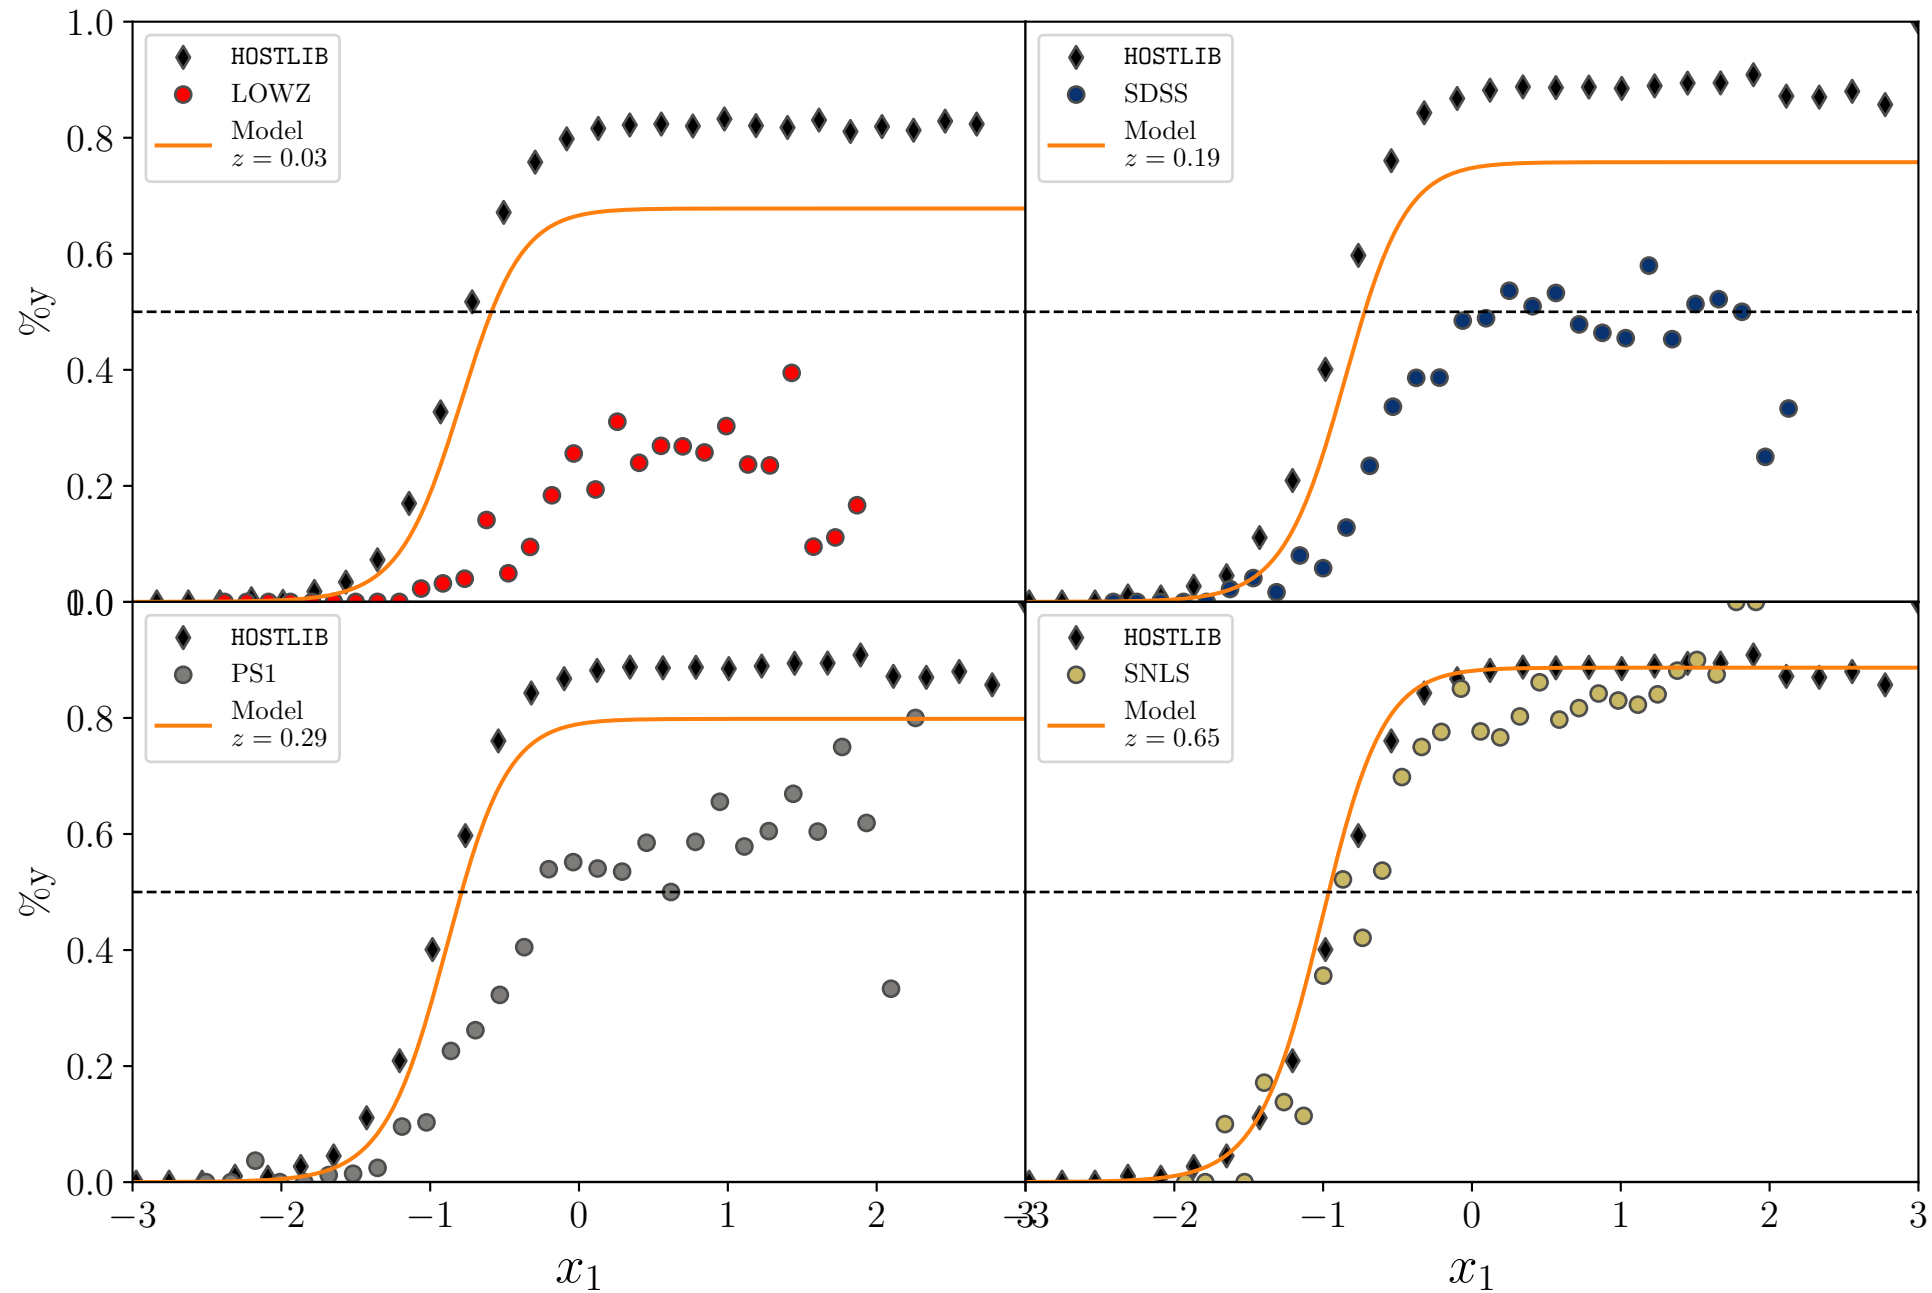 1.0
0.8
0.6
0.4
0.2
0.0
%y
HOSTLIB
LOWZ
Model
z = 0.03
HOSTLIB
SDSS
Model
z = 0.19
1.0
0.8
0.6
0.4
0.2
0.0
%y
HOSTLIB
PS1
Model
z = 0.29
HOSTLIB
SNLS
Model
z = 0.65
−3 −2 −1 0 1 2 3
−3 −2 −1 0 1 2 3
x1
x1